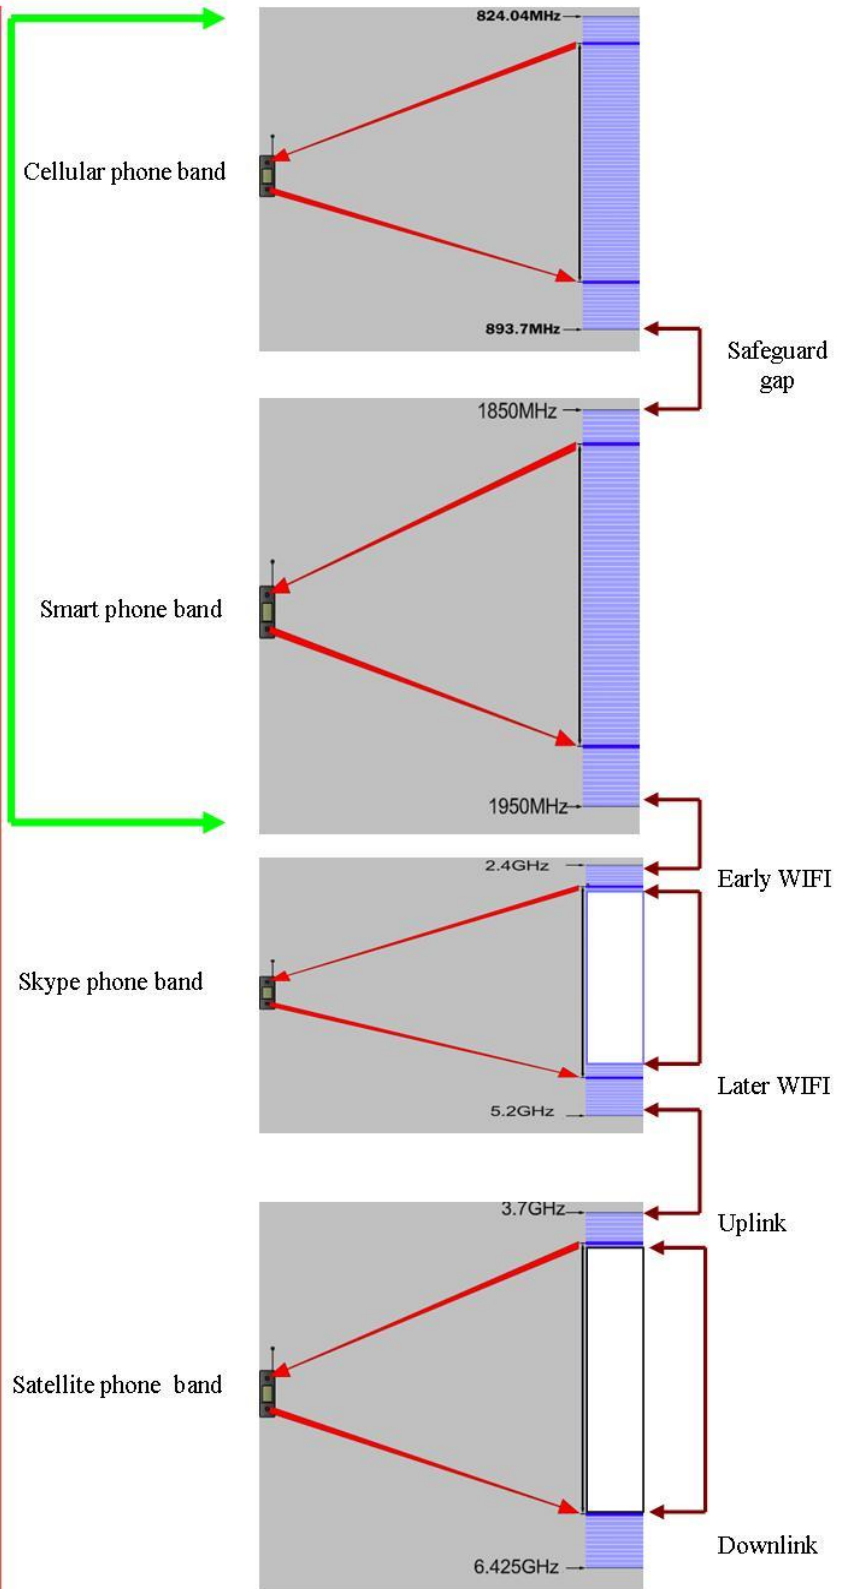 824.04MHz
Cellular phone band
893.7MHz
Safeguard
gap
1850MHz
Smart phone band
1950MHz
2.4GHz
Early WIFI
Skype phone band
Later WIFI
5.2GHz
3.7GHz
Uplink
Satellite phone band
Downlink
6.425GHz